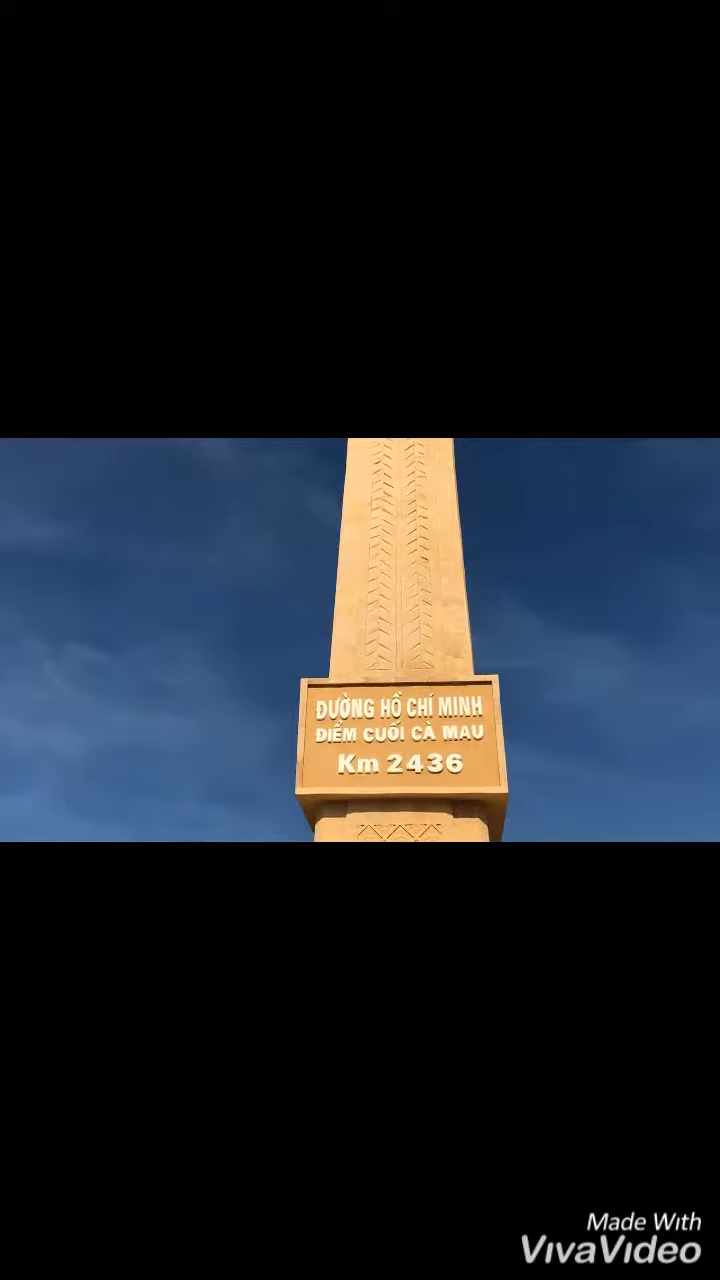 ĐƯỜNG HỒ CHÍ MINH
ĐIỂM CUỐI CÀ MAU
Km 2436
Made With
VivaVideo